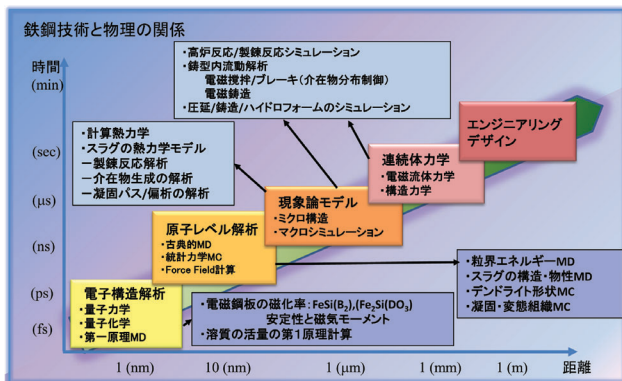 鉄鋼技術と物理の関係
時間
(min)
(sec)
(μs)
(ns)
(ps)
(fs)
・高炉反応/製錬反応シミュレーション
・鋳型内流動解析
電磁撹拌/ブレーキ(介在物分布制御)
電磁鋳造
・圧延/鋳造/ハイドロフォームのシミュレーション
・計算熱力学
・スラグの熱力学モデル
ー製錬反応解析
ー介在物生成の解析
ー凝固パス/偏析の解析
エンジニアリング
デザイン
連続体力学
・電磁流体力学
・構造力学
現象論モデル
・ミクロ構造
・マクロシミュレーション
原子レベル解析
・古典的MD
・統計力学MC
・Force Field計算
電子構造解析
・量子力学
・量子化学
・第一原理MD
・粒界エネルギーMD
・スラグの構造・物性MD
・デンドライト形状MC
・凝固・変態組織MC
・電磁鋼板の磁化率:FeSi(B₂),(Fe₂Si(DO₃)
安定性と磁気モーメント
・溶質の活量の第1原理計算
1 (nm) 10 (nm) 1 (μm) 1 (mm) 1 (m) 距離